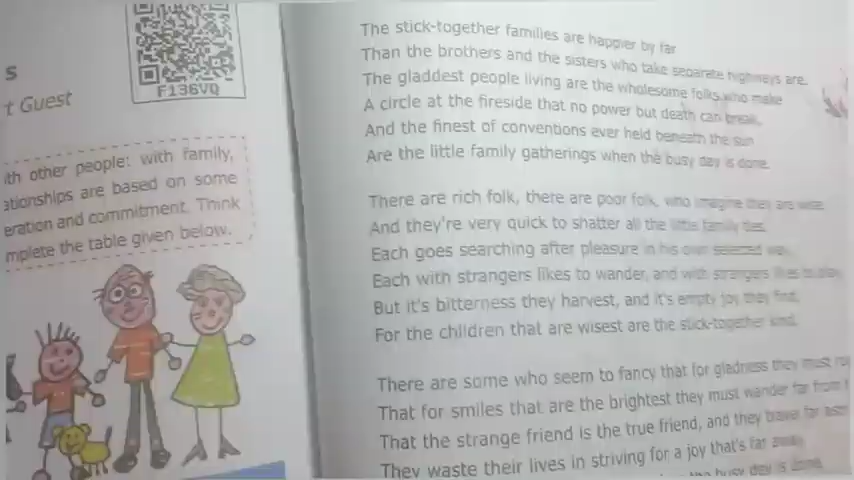 s
t Guest
F136VQ
ith other people: with family,
ationships are based on some
eration and commitment. Think
mplete the table given below.
The stick-together families are happier by far
Than the brothers and the sisters who take separate highways are.
The gladdest people living are the wholesome folks who make
A circle at the fireside that no power but death can break.
And the finest of conventions ever held beneath the sun
Are the little family gatherings when the busy day is done.
There are rich folk, there are poor folk, who imagine they are wise,
And they're very quick to shatter all the little family ties.
Each goes searching after pleasure in his own selected way,
Each with strangers likes to wander, and with strangers likes to play.
But it's bitterness they harvest, and it's empty joy they find,
For the children that are wisest are the stick-together kind.
There are some who seem to fancy that for gladness they must
That for smiles that are the brightest they must wander far from
That the strange friend is the true friend, and they travel far
They waste their lives in striving for a joy that's far away
the busy day is done